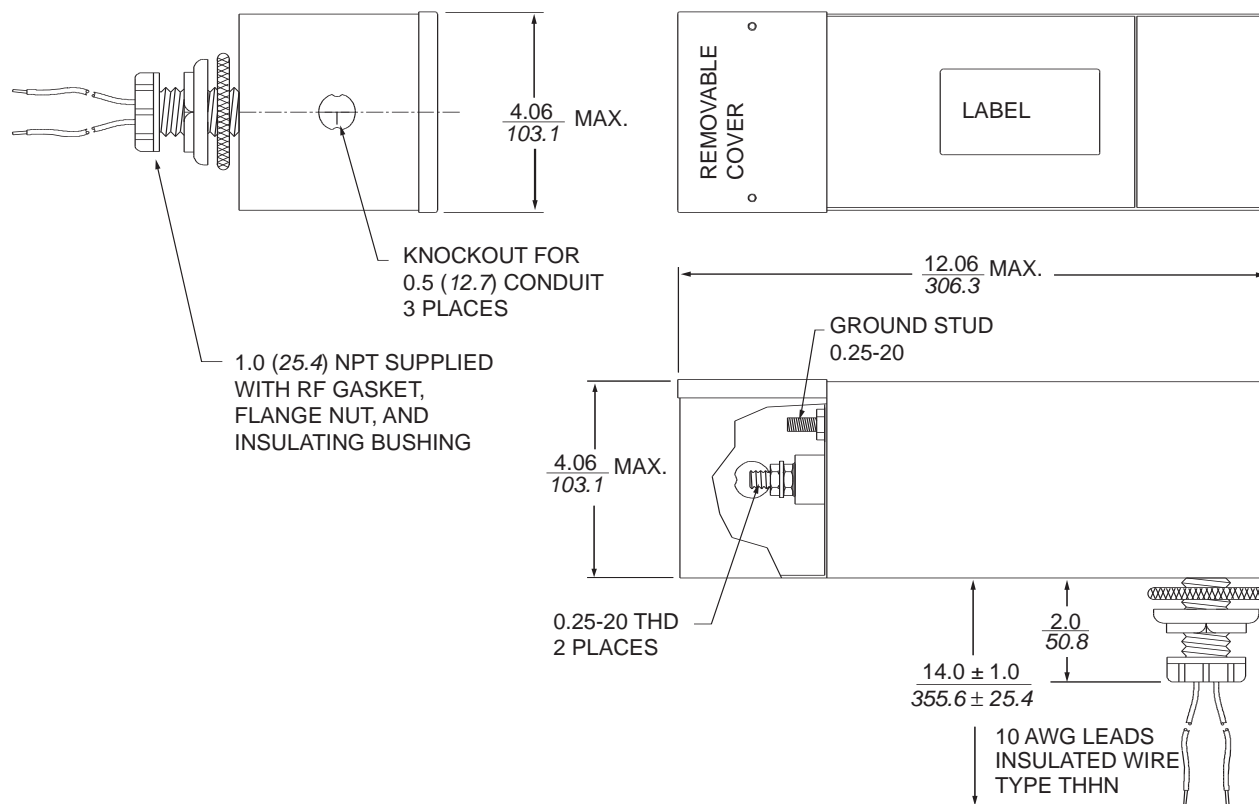 4.06
103.1
MAX.
REMOVABLE
COVER
LABEL
KNOCKOUT FOR
0.5 (12.7) CONDUIT
3 PLACES
1.0 (25.4) NPT SUPPLIED
WITH RF GASKET,
FLANGE NUT, AND
INSULATING BUSHING
12.06
306.3
MAX.
GROUND STUD
0.25-20
4.06
103.1
MAX.
0.25-20 THD
2 PLACES
2.0
50.8
14.0 ± 1.0
355.6 ± 25.4
10 AWG LEADS
INSULATED WIRE
TYPE THHN